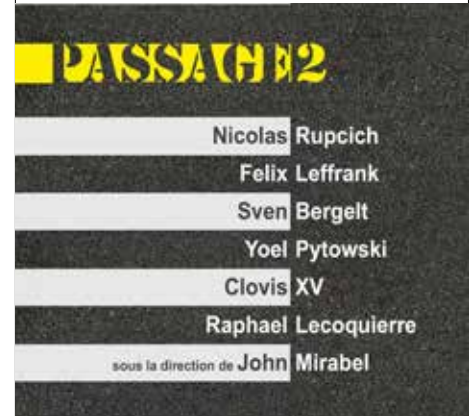 PASSAGE2
Nicolas Rupcich
Felix Leffrank
Sven Bergelt
Yoel Pytowski
Clovis XV
Raphael Lecoquierre
sous la direction de John Mirabel